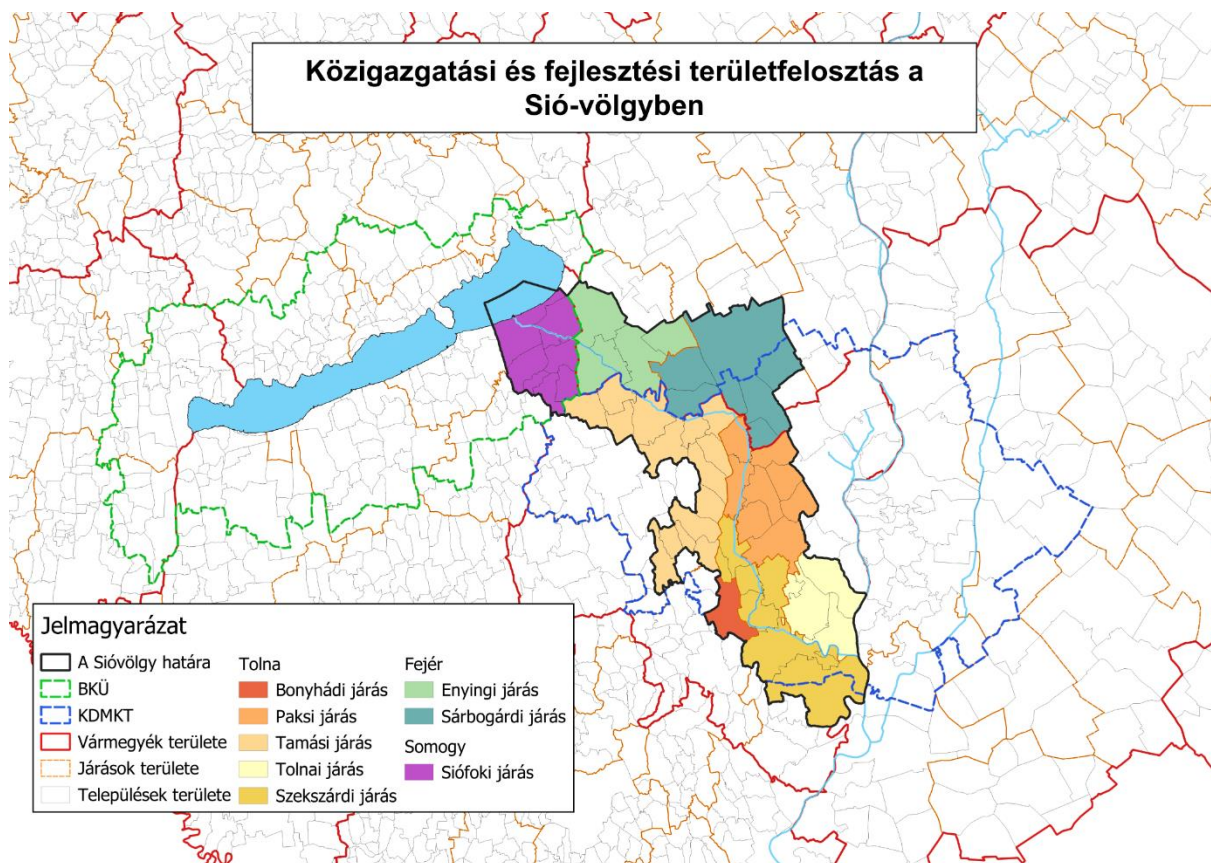 Közigazgatási és fejlesztési területfelosztás a
Sió-völgyben
Jelmagyarázat
A Sióvölgy határa
BKÜ
KDMKT
Vármegyék területe
Járások területe
Települések területe
Tolna
Bonyhádi járás
Paksi járás
Tamási járás
Tolnai járás
Szekszárdi járás
Fejér
Enyingi járás
Sárbogárdi járás
Somogy
Siófoki járás